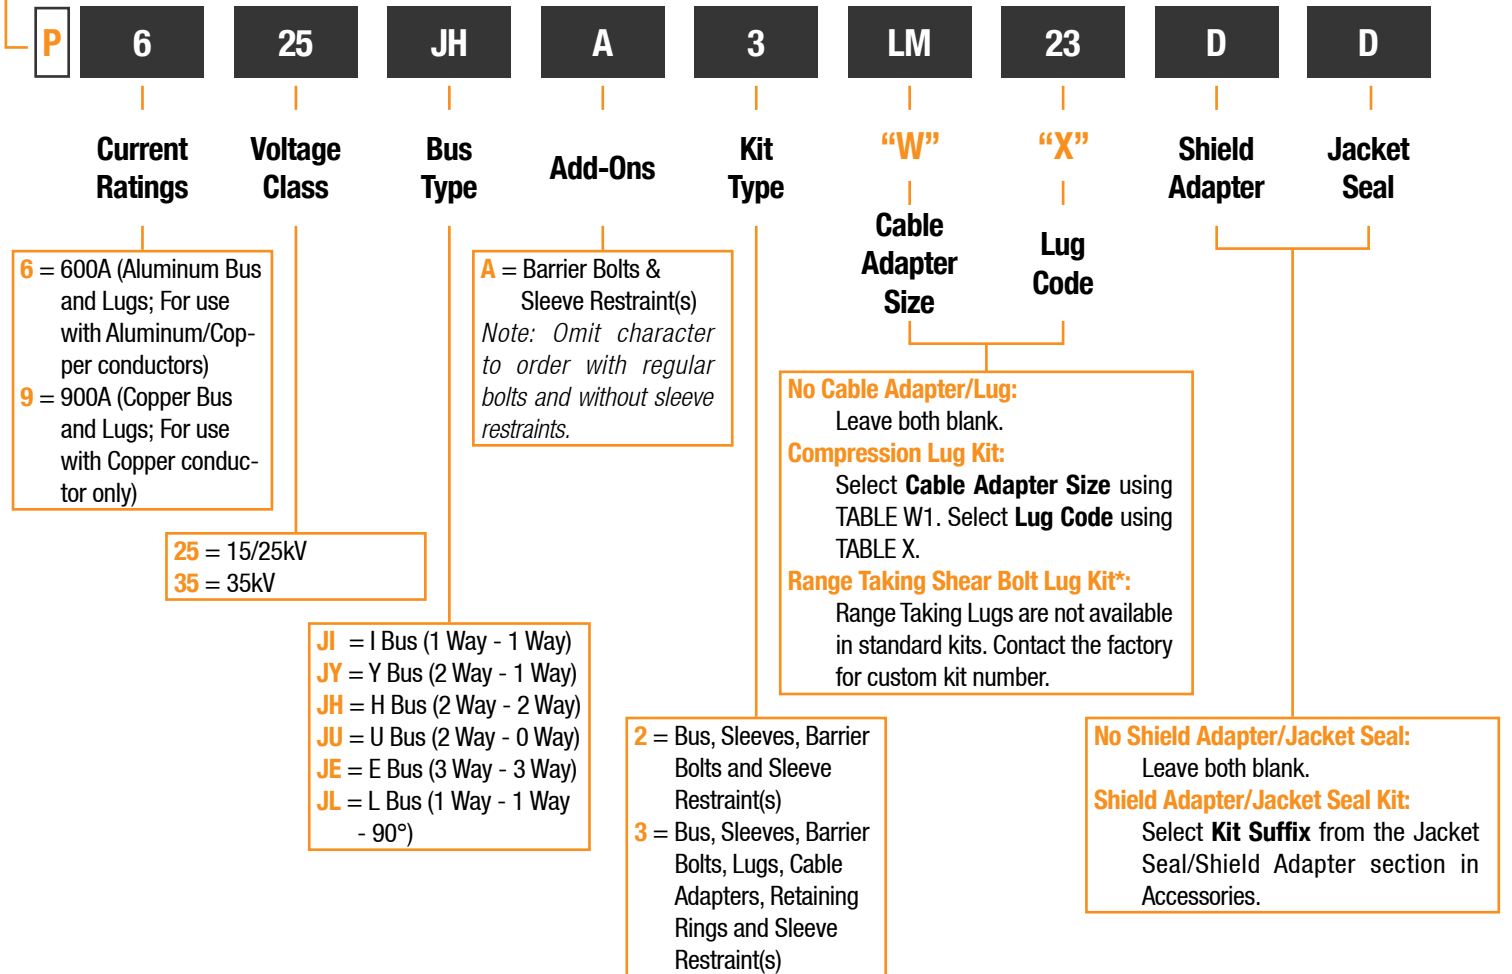 P 6 25 JH A 3 LM 23 D D
Current
Ratings
Voltage
Class
Bus
Type
Add-Ons
Kit
Type
“W”
Cable
Adapter
Size
“X”
Lug
Code
Shield
Adapter
Jacket
Seal
6 = 600A (Aluminum Bus
and Lugs; For use
with Aluminum/Cop-
per conductors)
9 = 900A (Copper Bus
and Lugs; For use
with Copper conduc-
tor only)
25 = 15/25kV
35 = 35kV
JI = I Bus (1 Way - 1 Way)
JY = Y Bus (2 Way - 1 Way)
JH = H Bus (2 Way - 2 Way)
JU = U Bus (2 Way - 0 Way)
JE = E Bus (3 Way - 3 Way)
JL = L Bus (1 Way - 1 Way
- 90°)
A = Barrier Bolts &
Sleeve Restraint(s)
Note: Omit character
to order with regular
bolts and without sleeve
restraints.
2 = Bus, Sleeves, Barrier
Bolts and Sleeve
Restraint(s)
3 = Bus, Sleeves, Barrier
Bolts, Lugs, Cable
Adapters, Retaining
Rings and Sleeve
Restraint(s)
No Cable Adapter/Lug:
Leave both blank.
Compression Lug Kit:
Select Cable Adapter Size using
TABLE W1. Select Lug Code using
TABLE X.
Range Taking Shear Bolt Lug Kit*:
Range Taking Lugs are not available
in standard kits. Contact the factory
for custom kit number.
No Shield Adapter/Jacket Seal:
Leave both blank.
Shield Adapter/Jacket Seal Kit:
Select Kit Suffix from the Jacket
Seal/Shield Adapter section in
Accessories.